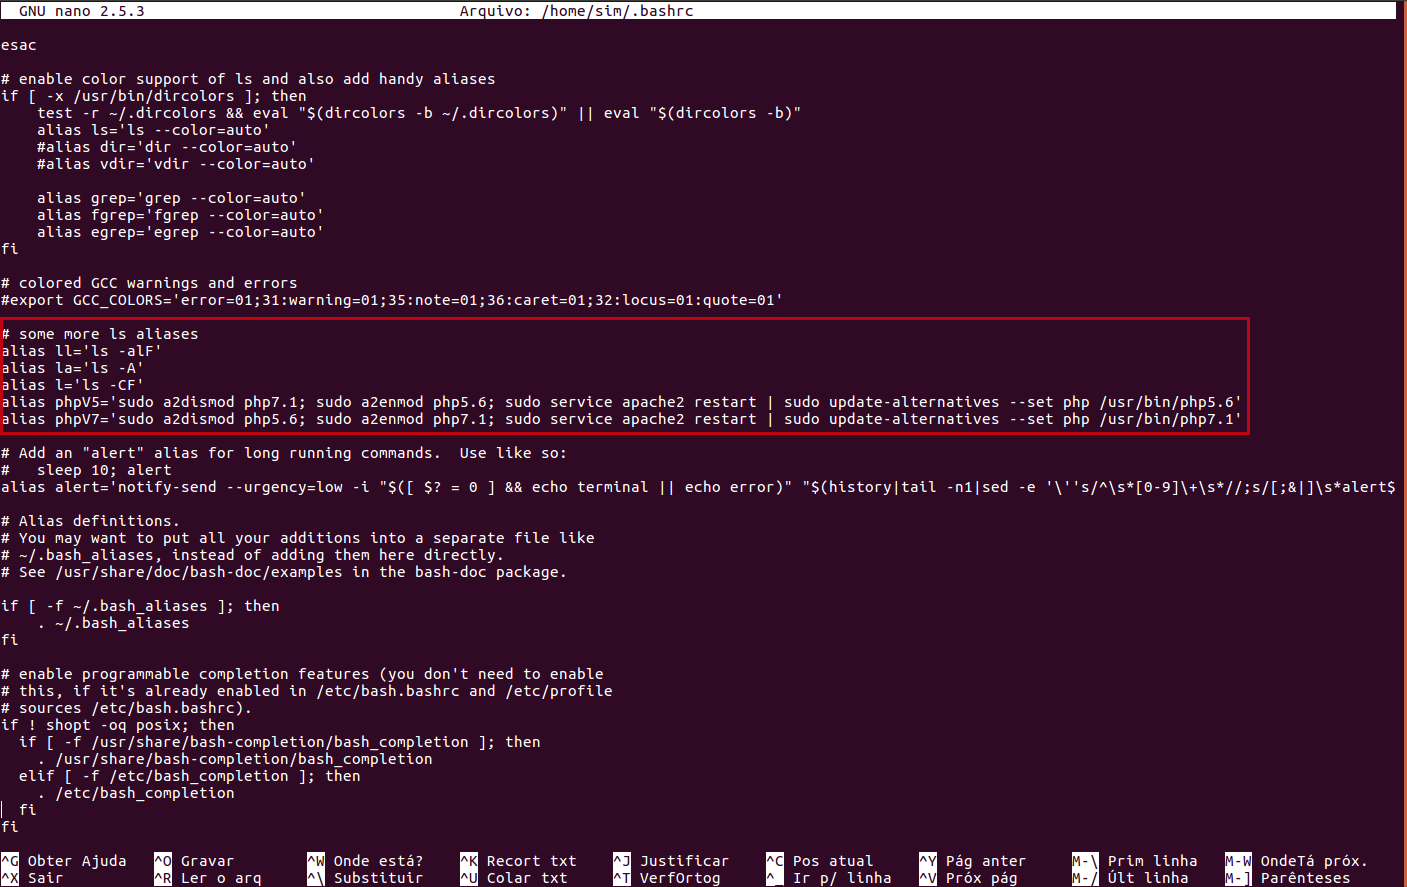 GNU nano 2.5.3 Arquivo: /home/sim/.bashrc
esac
# enable color support of ls and also add handy aliases
if [ -x /usr/bin/dircolors ]; then
    test -r ~/.dircolors && eval "$(dircolors -b ~/.dircolors)" || eval "$(dircolors -b)"
    alias ls='ls --color=auto'
    #alias dir='dir --color=auto'
    #alias vdir='vdir --color=auto'
    alias grep='grep --color=auto'
    alias fgrep='fgrep --color=auto'
    alias egrep='egrep --color=auto'
fi
# colored GCC warnings and errors
#export GCC_COLORS='error=01;31:warning=01;35:note=01;36:caret=01;32:locus=01:quote=01'
# some more ls aliases
alias ll='ls -alF'
alias la='ls -A'
alias l='ls -CF'
alias phpV5='sudo a2dismod php7.1; sudo a2enmod php5.6; sudo service apache2 restart | sudo update-alternatives --set php /usr/bin/php5.6'
alias phpV7='sudo a2dismod php5.6; sudo a2enmod php7.1; sudo service apache2 restart | sudo update-alternatives --set php /usr/bin/php7.1'
# Add an "alert" alias for long running commands.  Use like so:
#   sleep 10; alert
alias alert='notify-send --urgency=low -i "$([ $? = 0 ] && echo terminal || echo error)" "$(history|tail -n1|sed -e '\''s/^\s*[0-9]\+\s*//;s/[;&|]\s*alert$
# Alias definitions.
# You may want to put all your additions into a separate file like
# ~/.bash_aliases, instead of adding them here directly.
# See /usr/share/doc/bash-doc/examples in the bash-doc package.
if [ -f ~/.bash_aliases ]; then
    . ~/.bash_aliases
fi
# enable programmable completion features (you don't need to enable
# this, if it's already enabled in /etc/bash.bashrc and /etc/profile
# sources /etc/bash.bashrc).
if ! shopt -oq posix; then
  if [ -f /usr/share/bash-completion/bash_completion ]; then
    . /usr/share/bash-completion/bash_completion
  elif [ -f /etc/bash_completion ]; then
    . /etc/bash_completion
  fi
fi
^G Obter Ajuda ^O Gravar ^W Onde está? ^K Recort txt ^J Justificar ^C Pos atual ^Y Pág anter M-\ Prim linha M-W OndeTá próx.
^X Sair ^R Ler o arq ^\ Substituir ^U Colar txt ^T VerfOrtog ^_ Ir p/ linha ^V Próx pág M-/ Últ linha M-] Parênteses